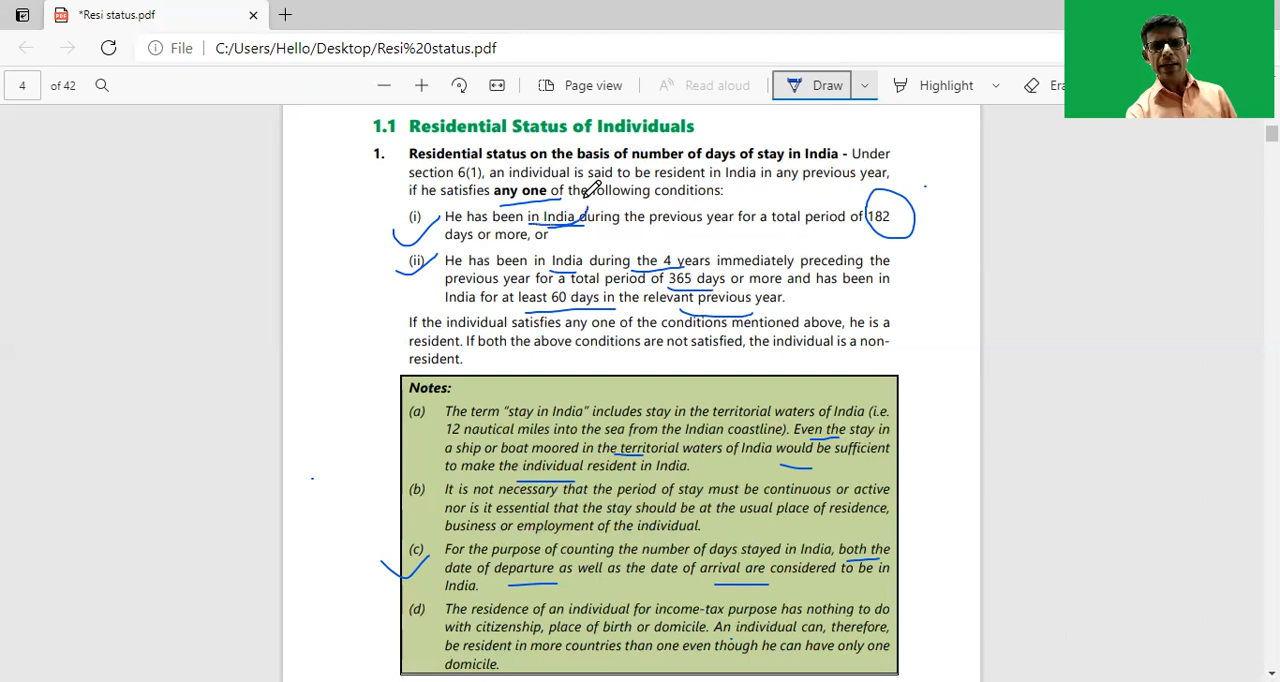 *Resi status.pdf
File
C:/Users/Hello/Desktop/Resi%20status.pdf
4
of 42
Page view
Read aloud
Draw
Highlight
Era
1.1 Residential Status of Individuals
1. Residential status on the basis of number of days of stay in India - Under
section 6(1), an individual is said to be resident in India in any previous year,
if he satisfies any one of the following conditions:
(i) He has been in India during the previous year for a total period of 182
days or more, or
(ii) He has been in India during the 4 years immediately preceding the
previous year for a total period of 365 days or more and has been in
India for at least 60 days in the relevant previous year.
If the individual satisfies any one of the conditions mentioned above, he is a
resident. If both the above conditions are not satisfied, the individual is a non-
resident.
Notes:
(a) The term "stay in India" includes stay in the territorial waters of India (i.e.
12 nautical miles into the sea from the Indian coastline). Even the stay in
a ship or boat moored in the territorial waters of India would be sufficient
to make the individual resident in India.
(b) It is not necessary that the period of stay must be continuous or active
nor is it essential that the stay should be at the usual place of residence,
business or employment of the individual.
(c) For the purpose of counting the number of days stayed in India, both the
date of departure as well as the date of arrival are considered to be in
India.
(d) The residence of an individual for income-tax purpose has nothing to do
with citizenship, place of birth or domicile. An individual can, therefore,
be resident in more countries than one even though he can have only one
domicile.